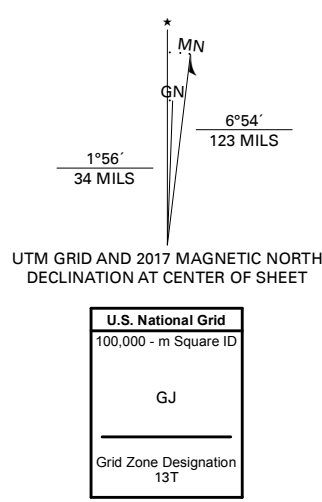 ★
MN
GN
6°54´
123 MILS
1°56´
34 MILS
UTM GRID AND 2017 MAGNETIC NORTH
DECLINATION AT CENTER OF SHEET
U.S. National Grid
100,000 - m Square ID
GJ
Grid Zone Designation
13T